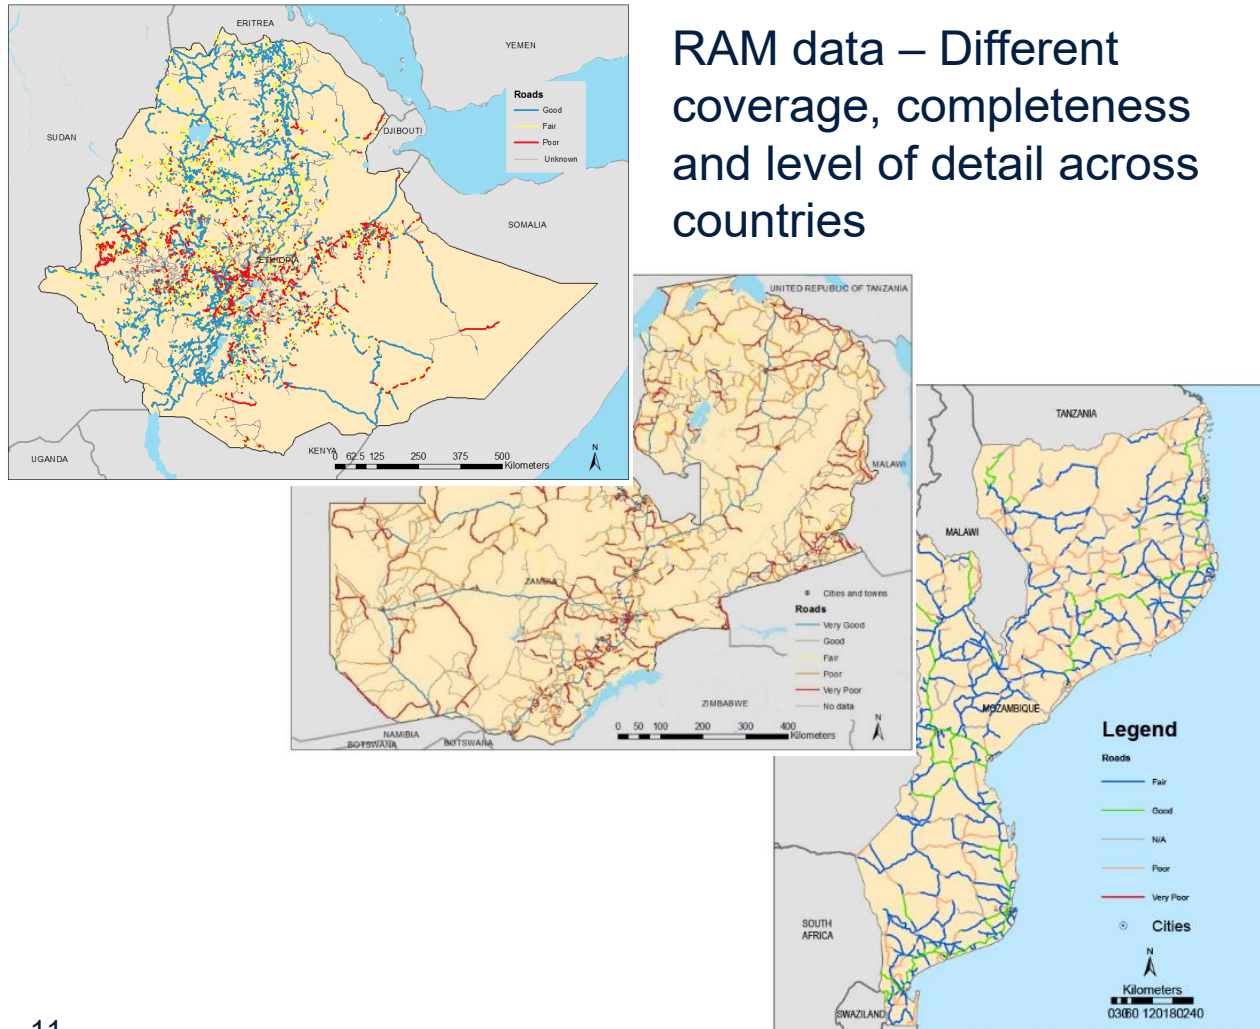 RAM data – Different
coverage, completeness
and level of detail across
countries
ERITREA
YEMEN
SUDAN
DJIBOUTI
SOMALIA
ETHIOPIA
UGANDA
KENYA
Roads
Good
Fair
Poor
Unknown
0 62.5 125 250 375 500
Kilometers
N
UNITED REPUBLIC OF TANZANIA
MALAWI
ZAMBIA
ZIMBABWE
NAMIBIA
BOTSWANA
BOTSWANA
Cities and towns
Roads
Very Good
Good
Fair
Poor
Very Poor
No data
0 50 100 200 300 400
Kilometers
N
TANZANIA
MALAWI
MOZAMBIQUE
SOUTH
AFRICA
SWAZILAND
Legend
Roads
Fair
Good
N/A
Poor
Very Poor
Cities
N
Kilometers
03060 120180240
11